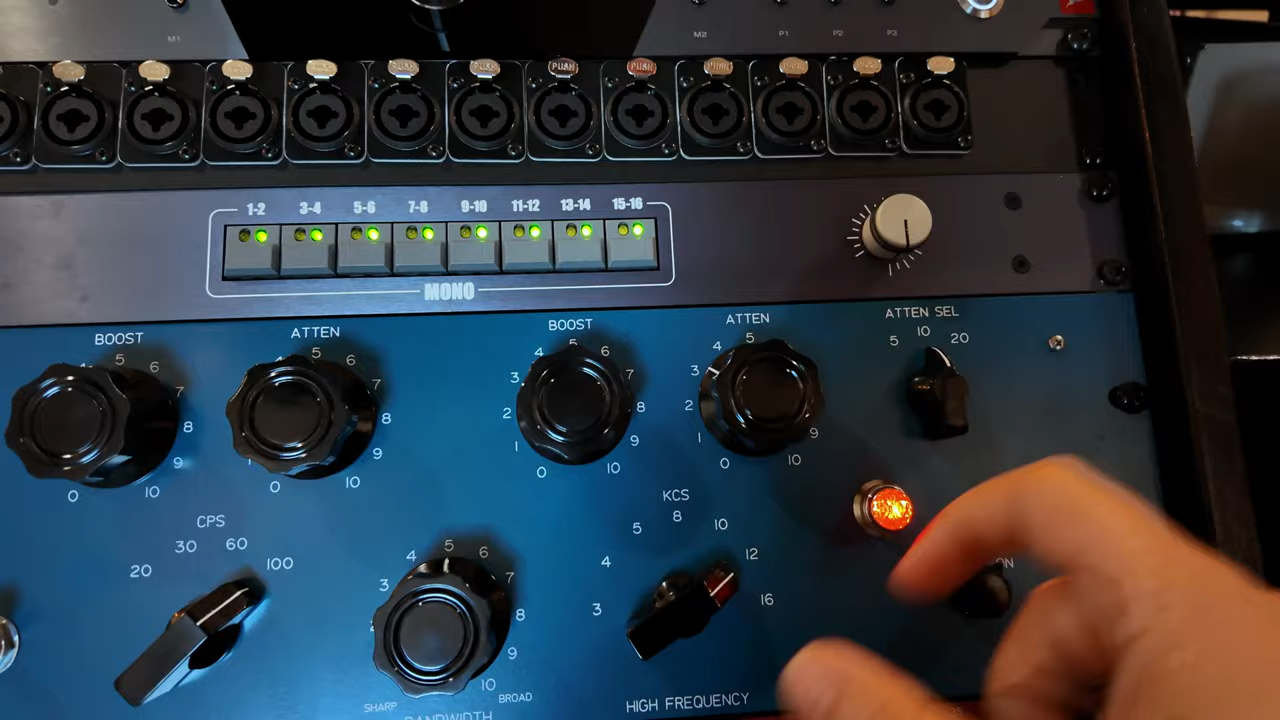 M1 M2 P1 P2 P3
PUSH PUSH PUSH PUSH PUSH
1-2 3-4 5-6 7-8 9-10 11-12 13-14 15-16
MONO
BOOST ATTEN BOOST ATTEN ATTEN SEL
5 6 7 8 9 10 0
4 5 6 7 8 9 10 0
0 1 2 3 4 5 6 7 8 9 10
0 1 2 3 4 5 9 10
5 10 20
CPS
20 30 60 100
3 4 5 6 7 8 9 10
SHARP BROAD
BANDWIDTH
KCS
3 4 5 8 10 12 16
HIGH FREQUENCY
ON